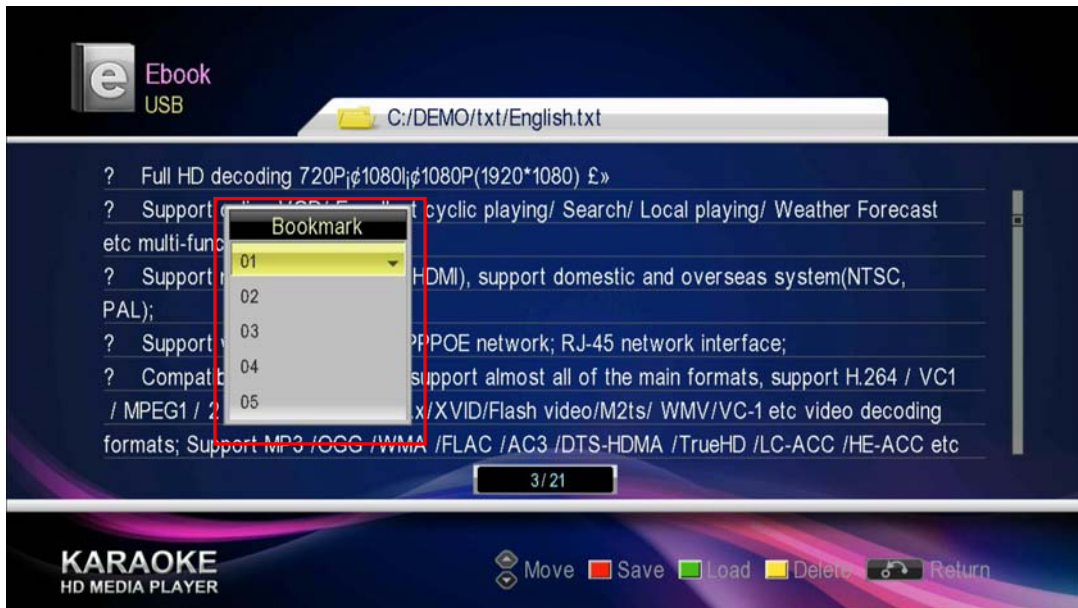 e
Ebook
USB
C:/DEMO/txt/English.txt
? Full HD decoding 720P¡¢1080I¡¢1080P(1920*1080) £»
? Support cyclic playing/ Search/ Local playing/ Weather Forecast
etc multi-func
? Support HDMI), support domestic and overseas system(NTSC,
PAL);
? Support PPPOE network; RJ-45 network interface;
? Compatib support almost all of the main formats, support H.264 / VC1
/ MPEG1 / 2 x/XVID/Flash video/M2ts/ WMV/VC-1 etc video decoding
formats; Support MP3 /OGG /WMA /FLAC /AC3 /DTS-HDMA /TrueHD /LC-ACC /HE-ACC etc
Bookmark
01
02
03
04
05
3/21
KARAOKE
HD MEDIA PLAYER
Move Save Load Delete Return